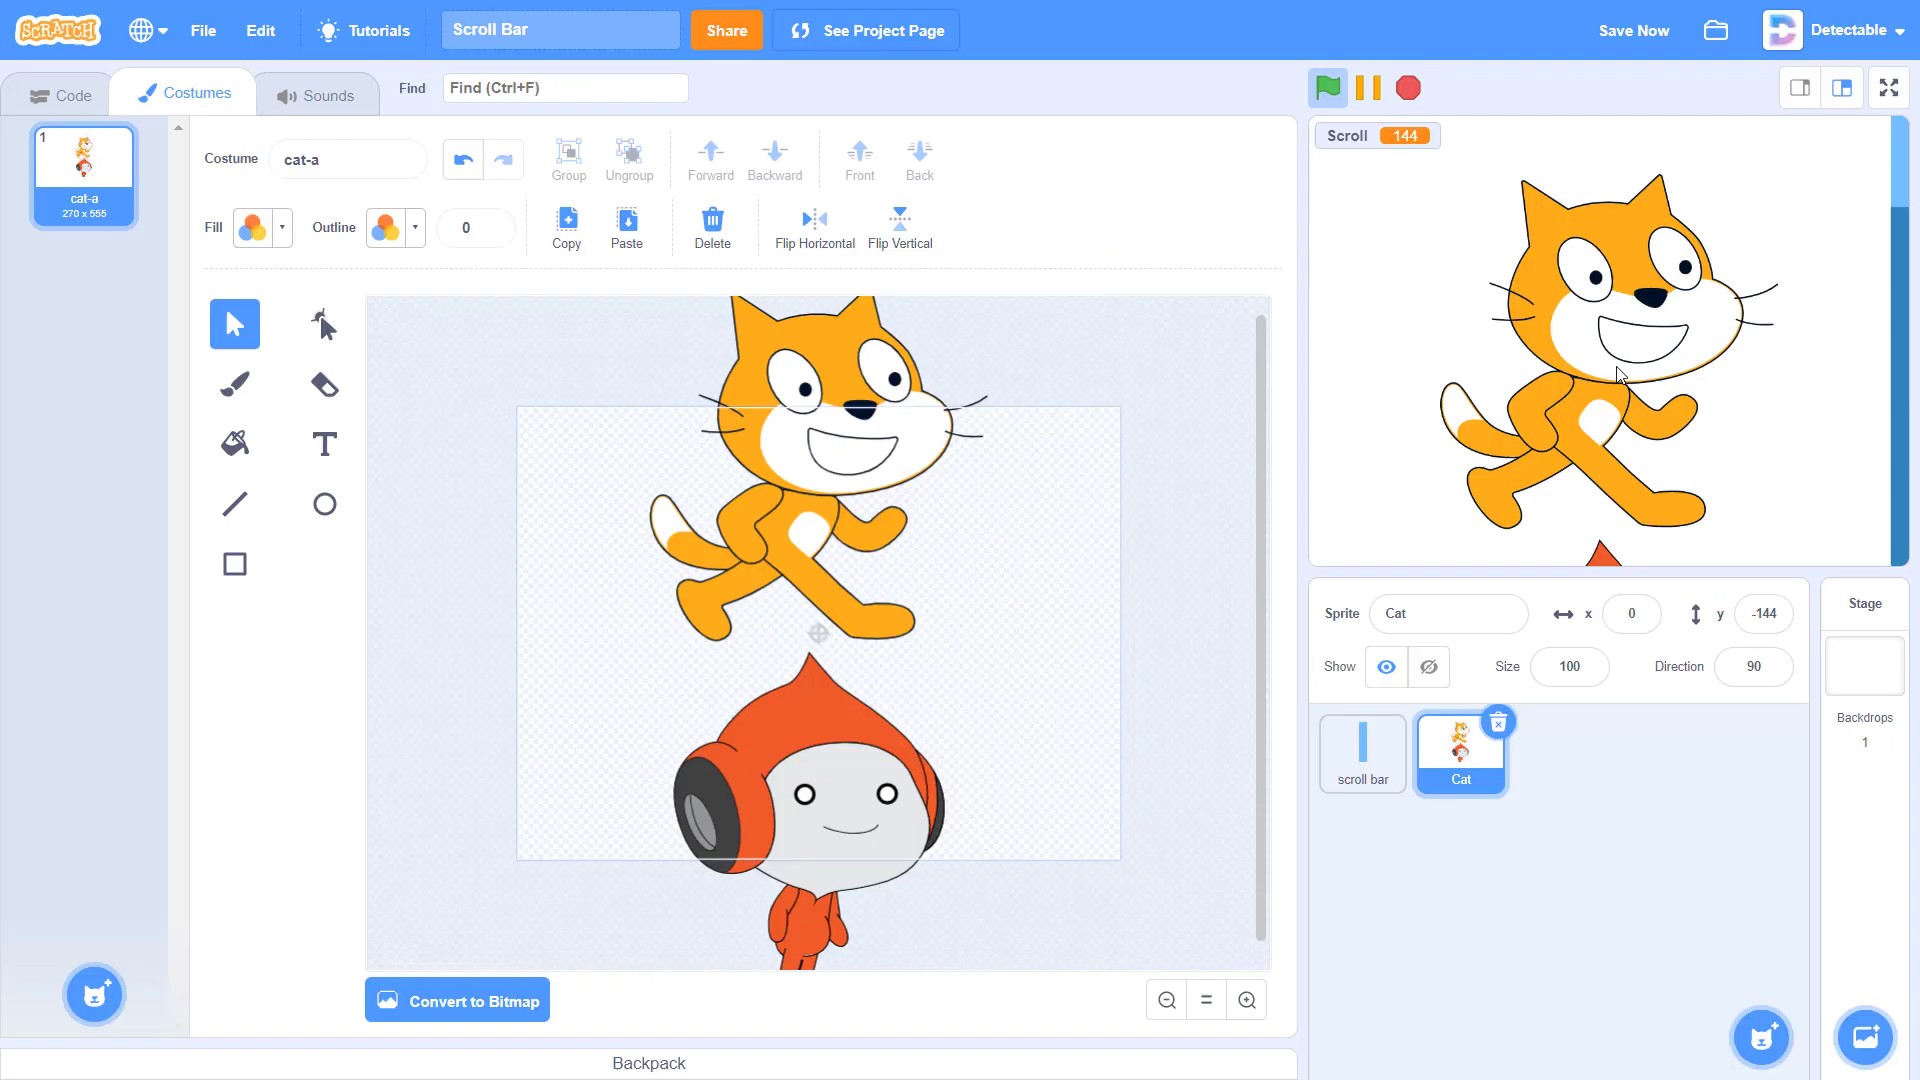 SCRATCH File Edit Tutorials Scroll Bar Share See Project Page Save Now Detectable
Code Costumes Sounds Find Find (Ctrl+F)
1
cat-a
270 x 555
Costume cat-a Group Ungroup Forward Backward Front Back
Fill Outline 0 Copy Paste Delete Flip Horizontal Flip Vertical
T
Convert to Bitmap
Backpack
Scroll 144
Sprite Cat x 0 y -144
Show Size 100 Direction 90
scroll bar
Cat
Stage
Backdrops
1